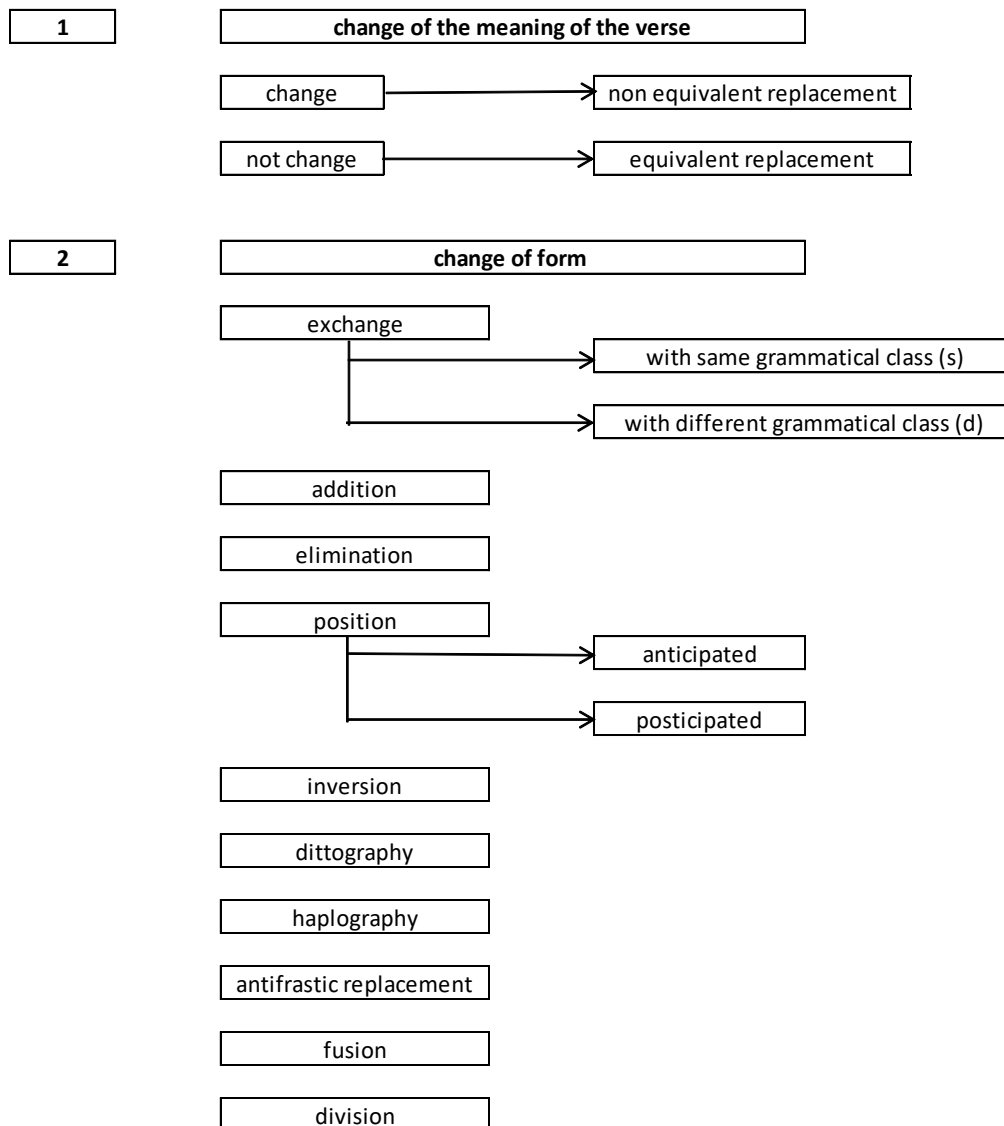 1 change of the meaning of the verse
change non equivalent replacement
not change equivalent replacement
2 change of form
exchange
with same grammatical class (s)
with different grammatical class (d)
addition
elimination
position
anticipated
posticipated
inversion
dittography
haplography
antifrastic replacement
fusion
division